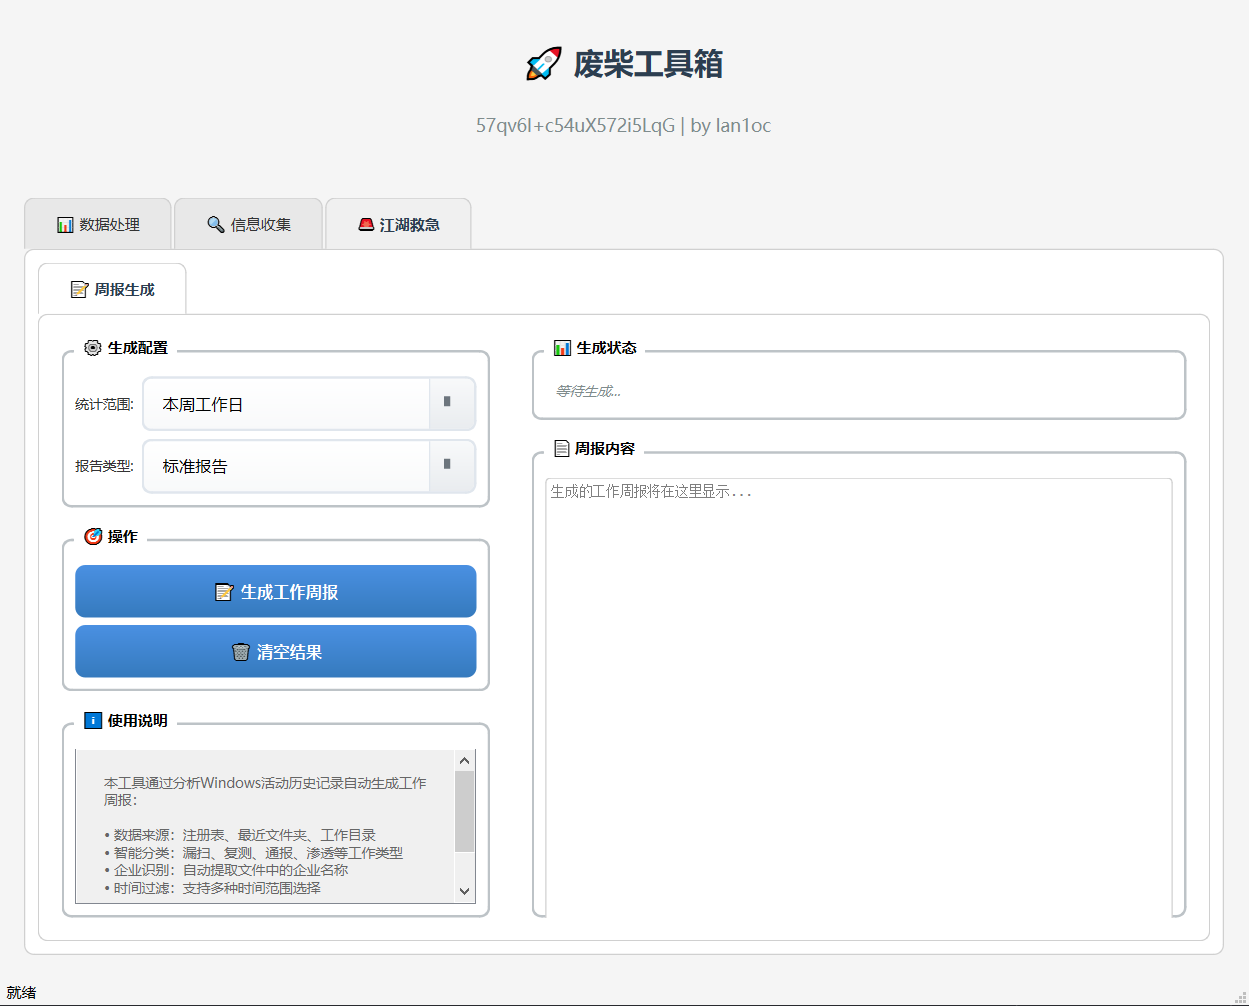 废柴工具箱
57qv6I+c54uX572i5LqG | by lan1oc
数据处理
信息收集
江湖救急
周报生成
生成配置
统计范围:
本周工作日
报告类型:
标准报告
操作
生成工作周报
清空结果
使用说明
本工具通过分析Windows活动历史记录自动生成工作
周报：
• 数据来源：注册表、最近文件夹、工作目录
• 智能分类：漏扫、复测、通报、渗透等工作类型
• 企业识别：自动提取文件中的企业名称
• 时间过滤：支持多种时间范围选择
生成状态
等待生成...
周报内容
生成的工作周报将在这里显示...
就绪